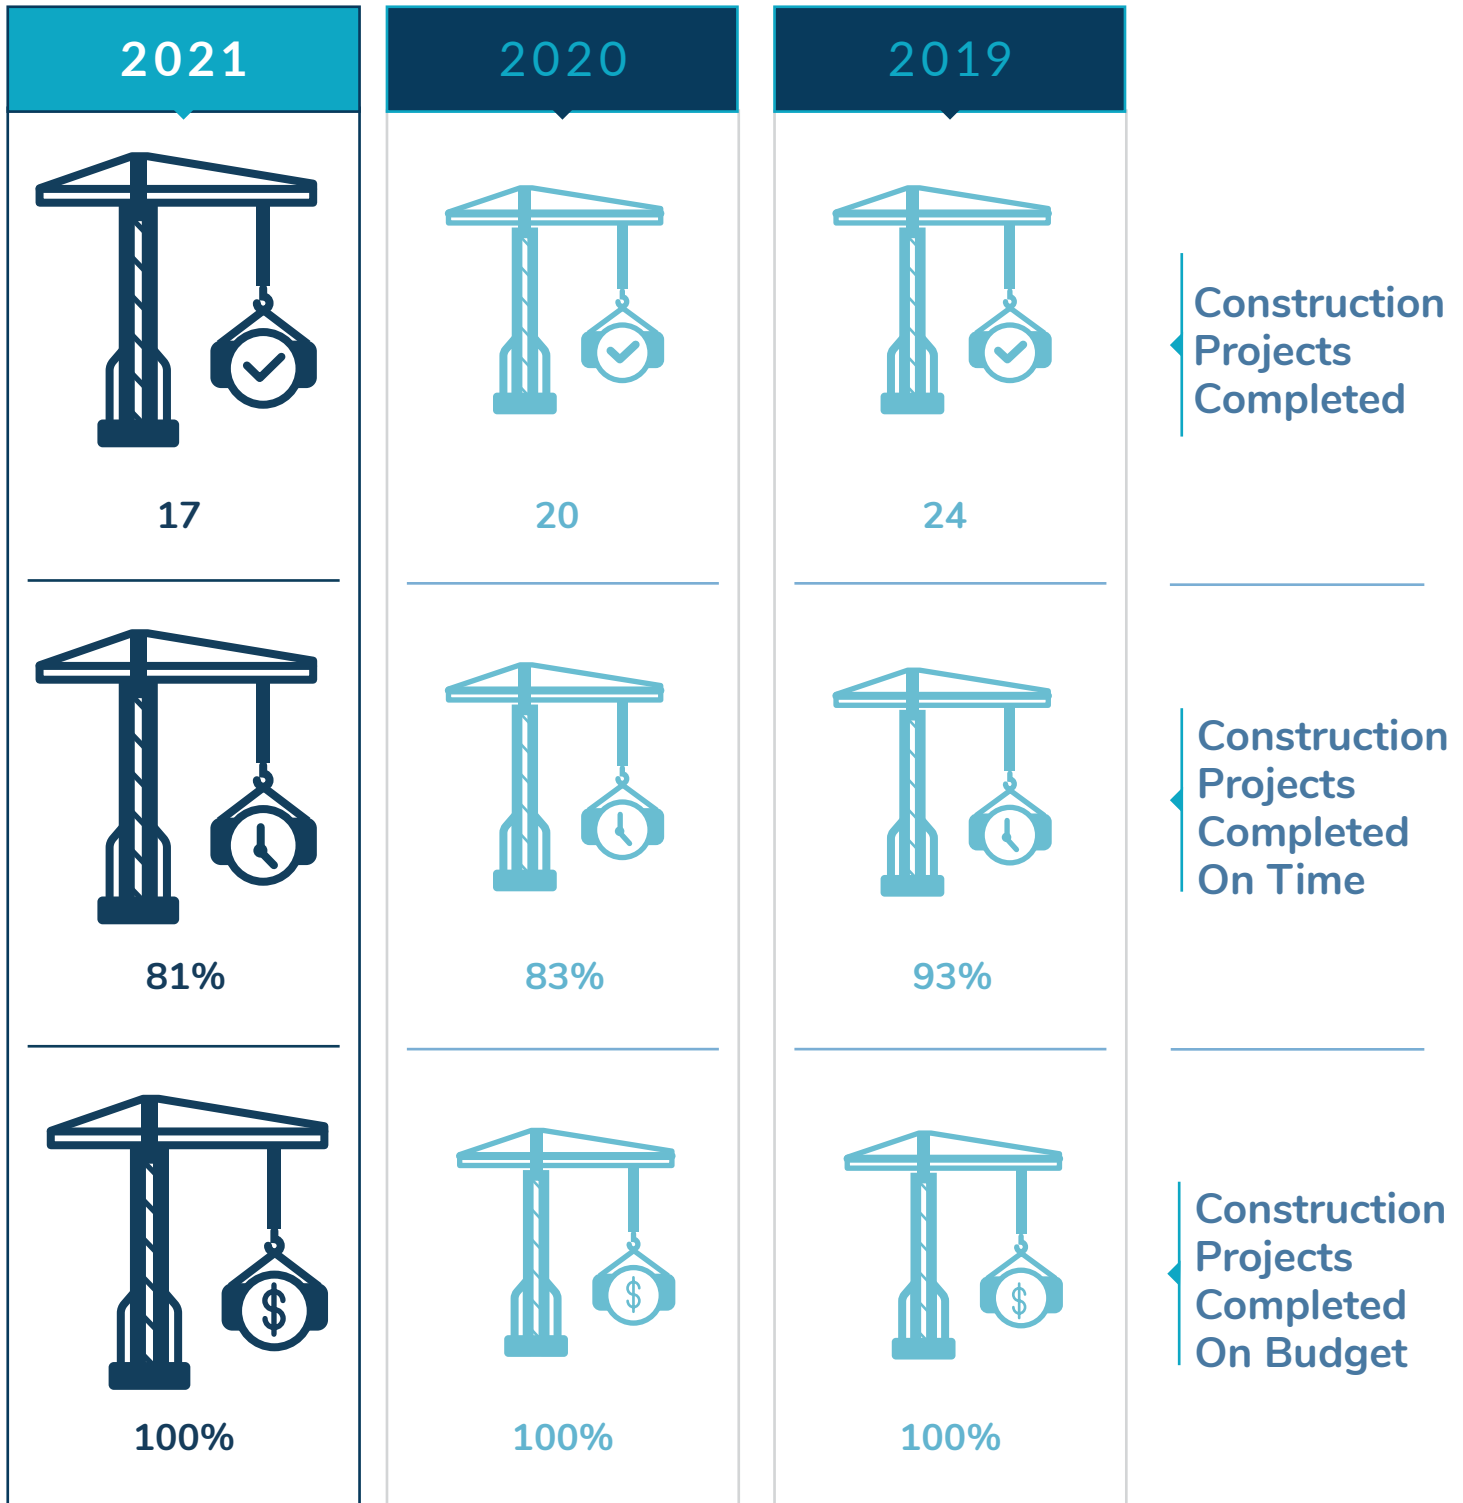 2021
2020
2019
Construction
Projects
Completed
17
20
24
Construction
Projects
Completed
On Time
81%
83%
93%
Construction
Projects
Completed
On Budget
100%
100%
100%